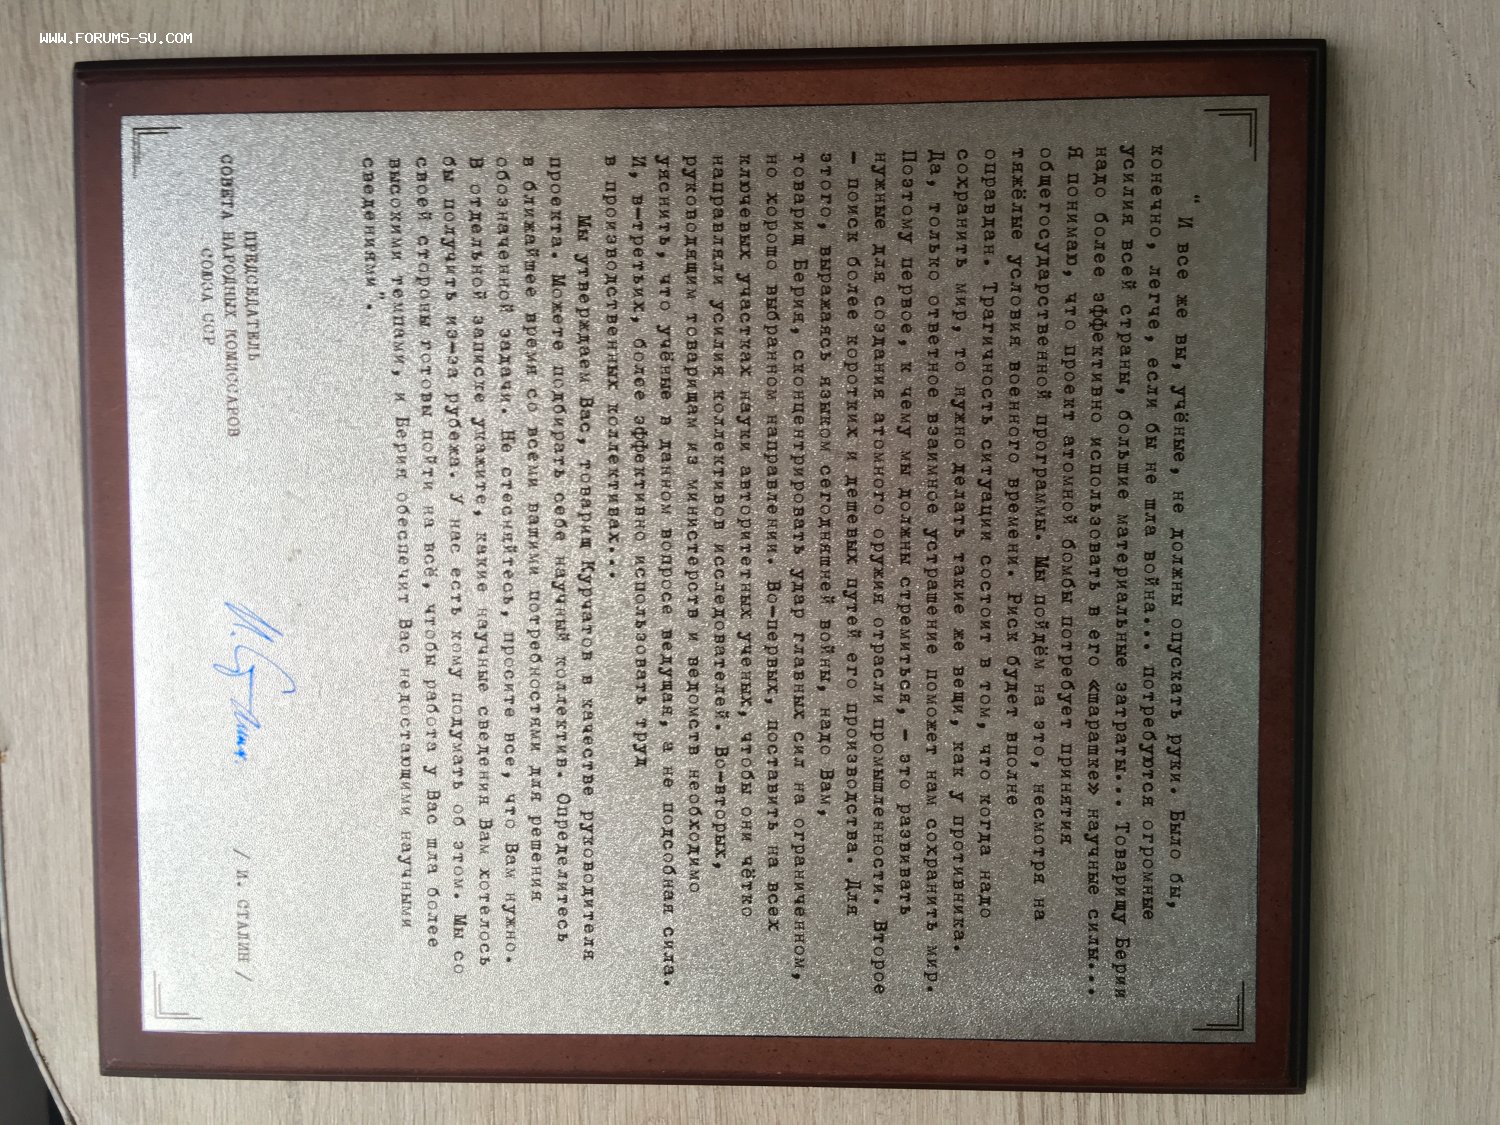 WWW.FORUMS-SU.COM
" И все же вы, учёные, не должны опускать руки. Было бы,
конечно, легче, если бы не шла война... потребуются огромные
усилия всей страны, большие материальные затраты... Товарищу Берии
надо более эффективно использовать в его «шарашке» научные силы...
Я понимаю, что проект атомной бомбы потребует принятия
общегосударственной программы. Мы пойдём на это, несмотря на
тяжёлые условия военного времени. Риск будет вполне
оправдан. Трагичность ситуации состоит в том, что когда надо
сохранить мир, то нужно делать такие же вещи, как у противника.
Да, только ответное взаимное устрашение поможет нам сохранить мир.
Поэтому первое, к чему мы должны стремиться, - это развивать
нужные для создания атомного оружия отрасли промышленности. Второе
- поиск более коротких и дешевых путей его производства. Для
этого, выражаясь языком сегодняшней войны, надо Вам,
товарищ Берия, сконцентрировать удар главных сил на ограниченном,
но хорошо выбранном направлении. Во-первых, поставить на всех
ключевых участках науки авторитетных ученых, чтобы они чётко
направляли усилия коллективов исследователей. Во-вторых,
руководящим товарищам из министерств и ведомств необходимо
уяснить, что учёные в данном вопросе ведущая, а не подсобная сила.
И, в-третьих, более эффективно использовать труд
в производственных коллективах...
Мы утверждаем Вас, товарищ Курчатов в качестве руководителя
проекта. Можете подбирать себе научный коллектив. Определитесь
в ближайшее время со всеми вашими потребностями для решения
обозначенной задачи. Не стесняйтесь, просите все, что Вам нужно.
В отдельной записке укажите, какие научные сведения Вам хотелось
бы получить из-за рубежа. У нас есть кому подумать об этом. Мы со
своей стороны готовы пойти на всё, чтобы работа у Вас шла более
высокими темпами, и Берия обеспечит Вас недостающими научными
сведениями".
ПРЕДСЕДАТЕЛЬ
СОВЕТА НАРОДНЫХ КОМИССАРОВ
СОЮЗА ССР
И. Сталин
/ И. СТАЛИН /